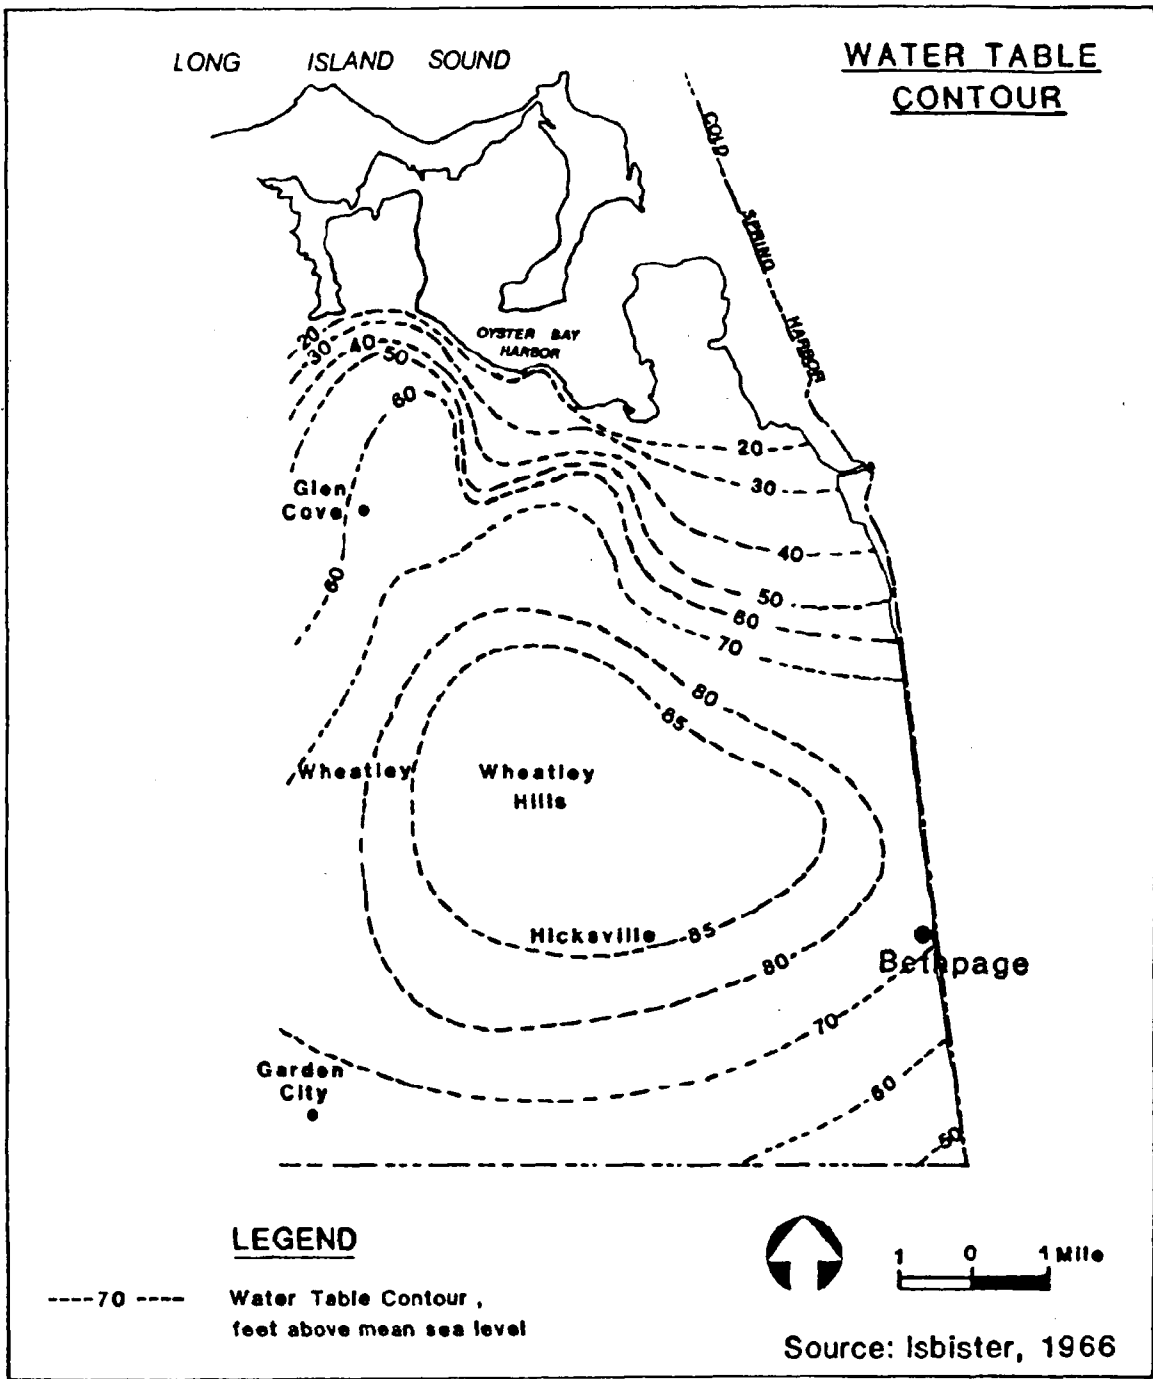 WATER TABLE
CONTOUR
LONG ISLAND SOUND
COLD SPRING HARBOR
OYSTER BAY
HARBOR
20
30
40
50
60
20
30
40
50
60
70
Glen
Cove
60
80
85
Wheatley
Wheatley
Hills
Hicksville
85
80
Bethpage
70
60
50
Garden
City
LEGEND
----70 ----
Water Table Contour ,
feet above mean sea level
1 0 1 Mile
Source: Isbister, 1966